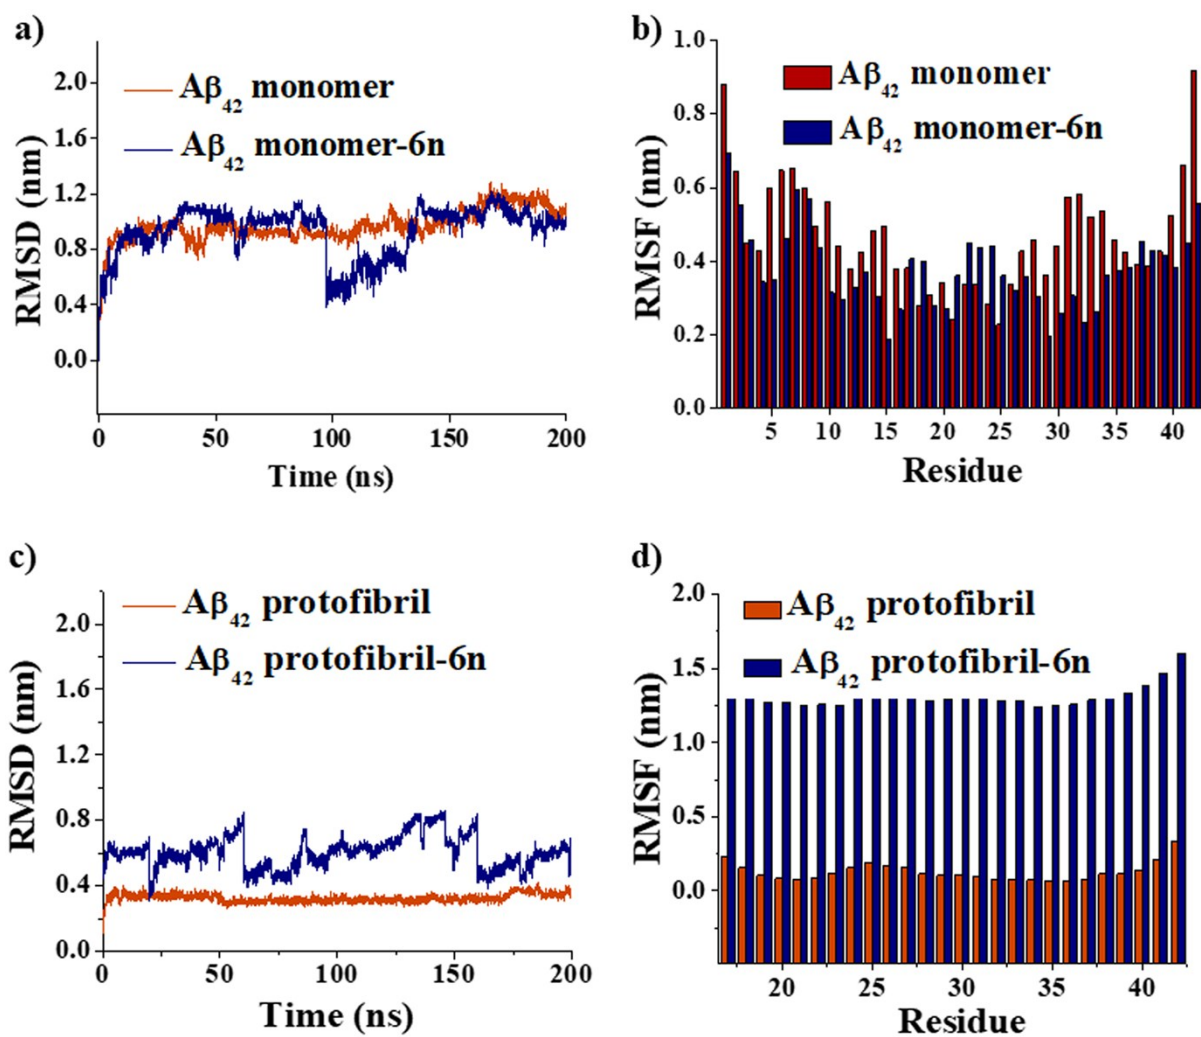 a)
Aβ₄₂ monomer
Aβ₄₂ monomer-6n
RMSD (nm)
2.0
1.6
1.2
0.8
0.4
0.0
0 50 100 150 200
Time (ns)
b)
Aβ₄₂ monomer
Aβ₄₂ monomer-6n
RMSF (nm)
1.0
0.8
0.6
0.4
0.2
0.0
5 10 15 20 25 30 35 40
Residue
c)
Aβ₄₂ protofibril
Aβ₄₂ protofibril-6n
RMSD (nm)
2.0
1.6
1.2
0.8
0.4
0.0
0 50 100 150 200
Time (ns)
d)
Aβ₄₂ protofibril
Aβ₄₂ protofibril-6n
RMSF (nm)
2.0
1.5
1.0
0.5
0.0
20 25 30 35 40
Residue